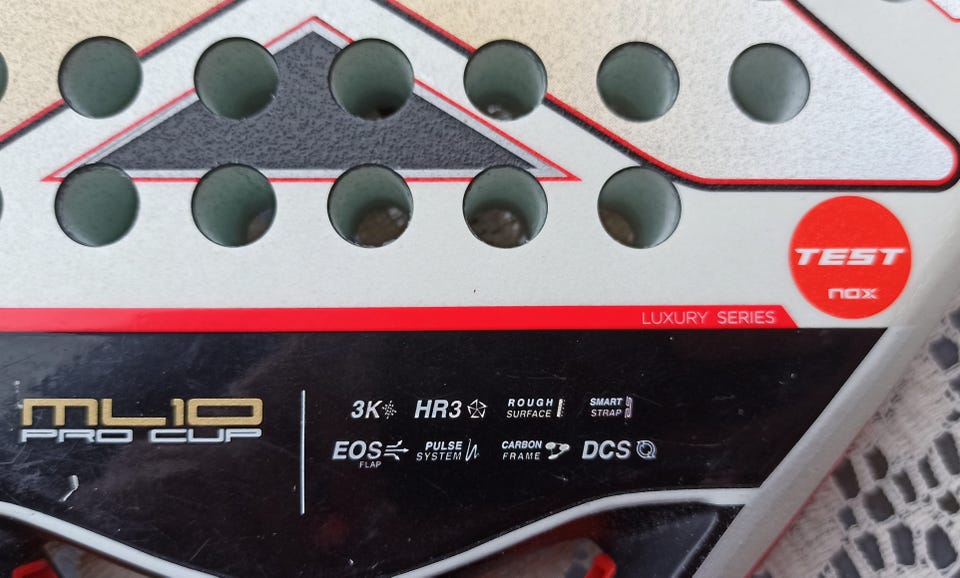 TEST
nox
LUXURY SERIES
ML10
PRO CUP
3K HR3 ROUGH SURFACE SMART STRAP
EOS FLAP PULSE SYSTEM CARBON FRAME DCS